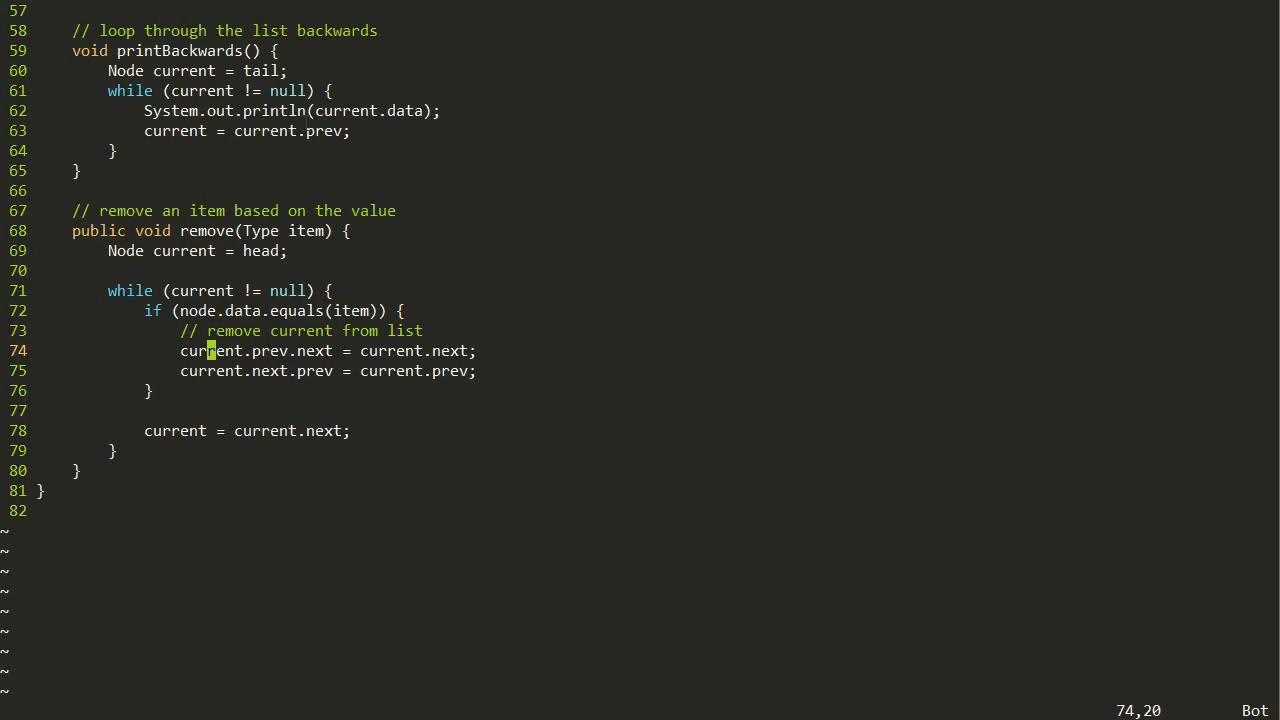 57
58     // loop through the list backwards
59     void printBackwards() {
60         Node current = tail;
61         while (current != null) {
62             System.out.println(current.data);
63             current = current.prev;
64         }
65     }
66
67     // remove an item based on the value
68     public void remove(Type item) {
69         Node current = head;
70
71         while (current != null) {
72             if (node.data.equals(item)) {
73                 // remove current from list
74                 current.prev.next = current.next;
75                 current.next.prev = current.prev;
76             }
77
78             current = current.next;
79         }
80     }
81 }
82
~
~
~
~
~
~
~
~
~
74,20 Bot